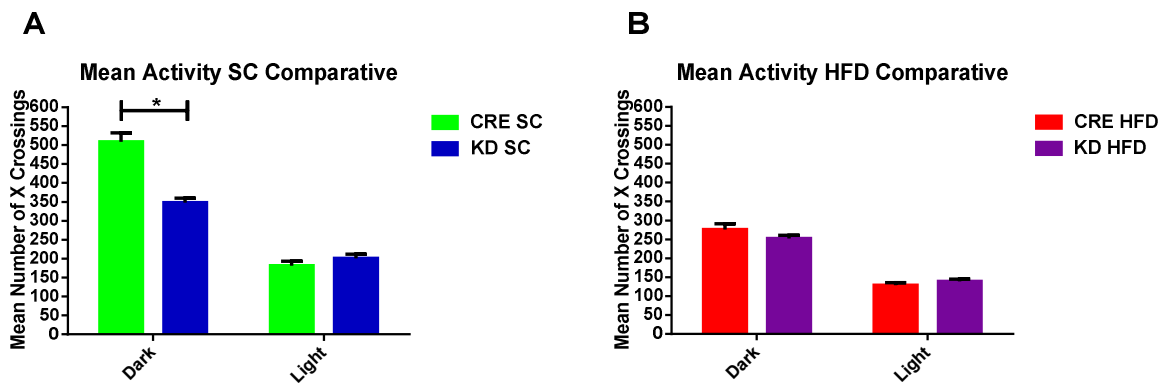 A
Mean Activity SC Comparative
Mean Number of X Crossings
600
550
500
450
400
350
300
250
200
150
100
50
0
*
Dark
Light
CRE SC
KD SC
B
Mean Activity HFD Comparative
Mean Number of X Crossings
600
550
500
450
400
350
300
250
200
150
100
50
0
Dark
Light
CRE HFD
KD HFD